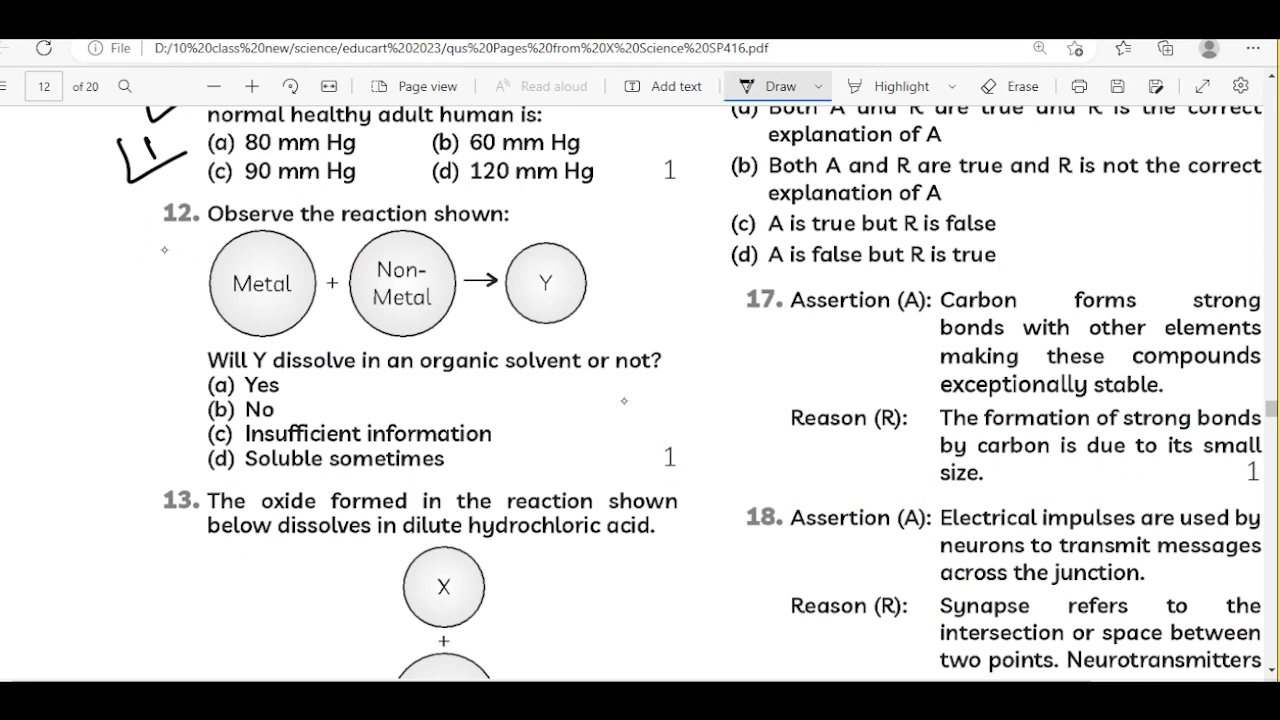 File
D:/10%20class%20new/science/educart%202023/qus%20Pages%20from%20X%20Science%20SP416.pdf
12 of 20
Page view
Read aloud
Add text
Draw
Highlight
Erase
normal healthy adult human is:
(a) 80 mm Hg (b) 60 mm Hg
(c) 90 mm Hg (d) 120 mm Hg 1
12. Observe the reaction shown:
Metal + Non-
Metal → Y
Will Y dissolve in an organic solvent or not?
(a) Yes
(b) No
(c) Insufficient information
(d) Soluble sometimes 1
13. The oxide formed in the reaction shown
below dissolves in dilute hydrochloric acid.
X
+
(a) Both A and R are true and R is the correct
explanation of A
(b) Both A and R are true and R is not the correct
explanation of A
(c) A is true but R is false
(d) A is false but R is true
17. Assertion (A): Carbon forms strong
bonds with other elements
making these compounds
exceptionally stable.
Reason (R): The formation of strong bonds
by carbon is due to its small
size. 1
18. Assertion (A): Electrical impulses are used by
neurons to transmit messages
across the junction.
Reason (R): Synapse refers to the
intersection or space between
two points. Neurotransmitters